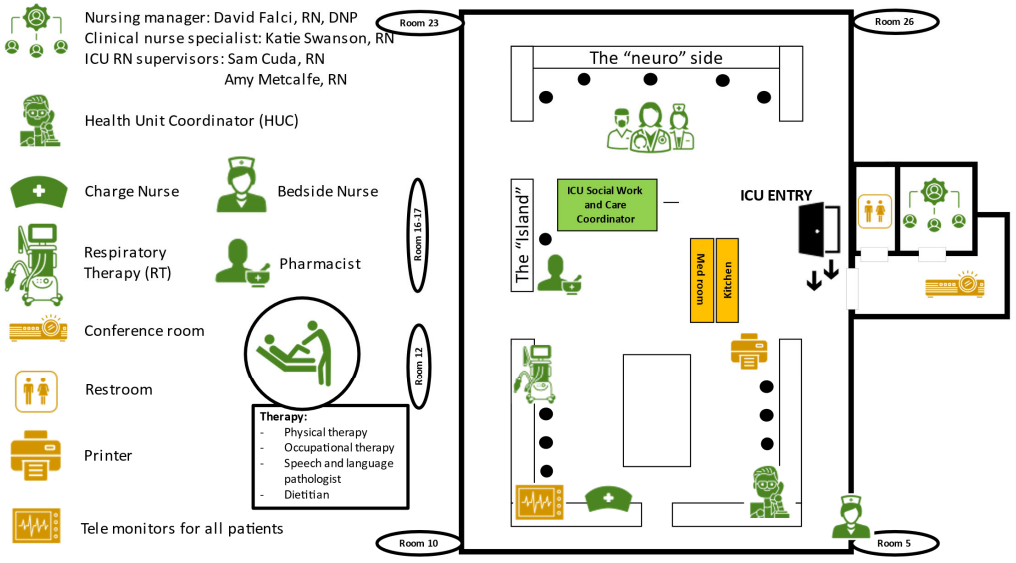 Nursing manager: David Falci, RN, DNP
Clinical nurse specialist: Katie Swanson, RN
ICU RN supervisors: Sam Cuda, RN
Amy Metcalfe, RN
Health Unit Coordinator (HUC)
Charge Nurse
Bedside Nurse
Respiratory
Therapy (RT)
Pharmacist
Conference room
Restroom
Printer
Tele monitors for all patients
Therapy:
- Physical therapy
- Occupational therapy
- Speech and language
pathologist
- Dietitian
Room 23
Room 26
Room 16-17
Room 12
Room 10
Room 5
The “neuro” side
The “Island”
ICU Social Work
and Care
Coordinator
ICU ENTRY
Med room
Kitchen